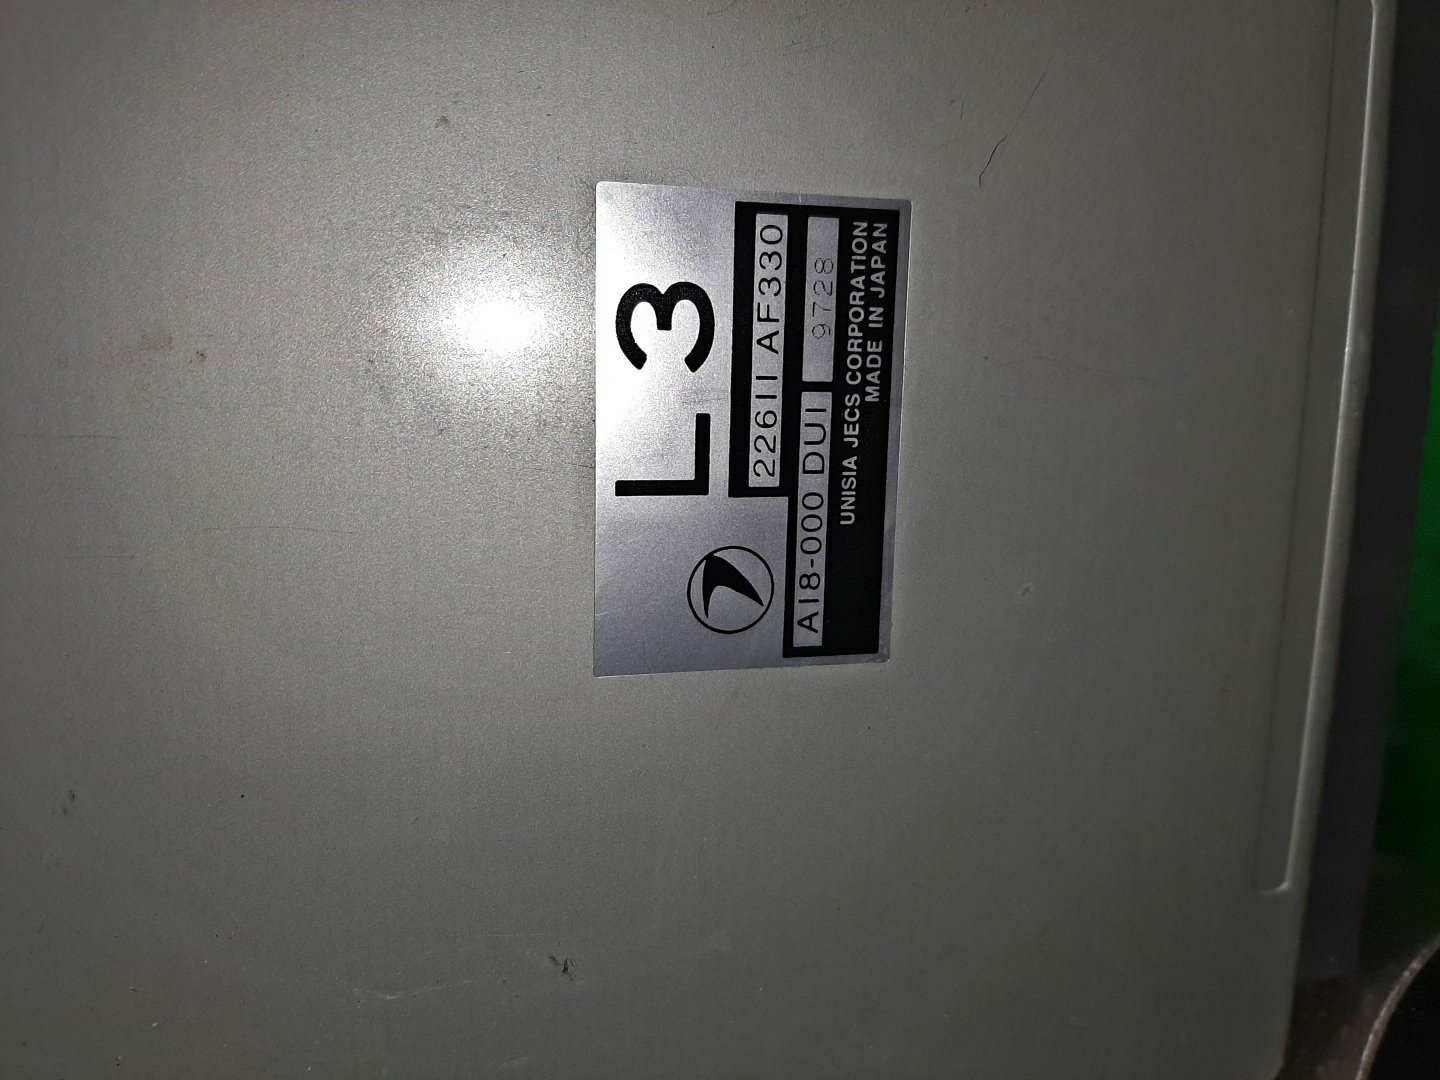 L3
22611 AF330
A18-000 DU1 9728
UNISIA JECS CORPORATION
MADE IN JAPAN